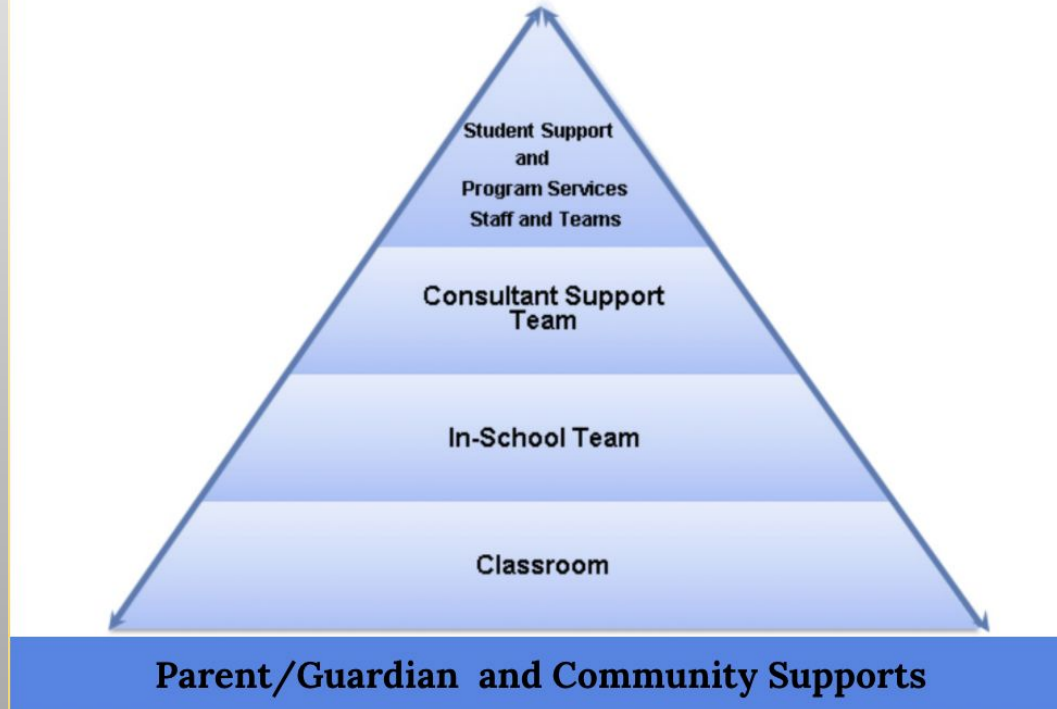 Student Support
and
Program Services
Staff and Teams
Consultant Support
Team
In-School Team
Classroom
Parent/Guardian and Community Supports